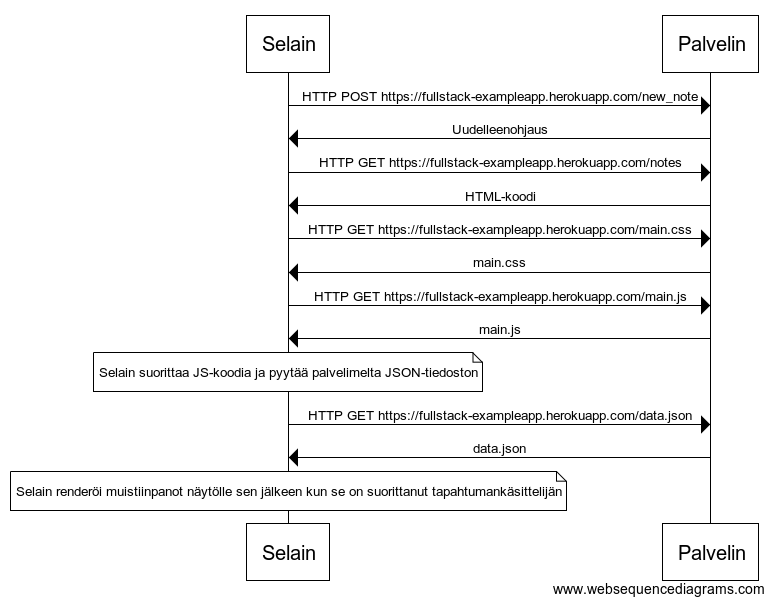 Selain
Palvelin
HTTP POST https://fullstack-exampleapp.herokuapp.com/new_note
Uudelleenohjaus
HTTP GET https://fullstack-exampleapp.herokuapp.com/notes
HTML-koodi
HTTP GET https://fullstack-exampleapp.herokuapp.com/main.css
main.css
HTTP GET https://fullstack-exampleapp.herokuapp.com/main.js
main.js
Selain suorittaa JS-koodia ja pyytää palvelimelta JSON-tiedoston
HTTP GET https://fullstack-exampleapp.herokuapp.com/data.json
data.json
Selain renderöi muistiinpanot näytölle sen jälkeen kun se on suorittanut tapahtumankäsittelijän
Selain
Palvelin
www.websequencediagrams.com